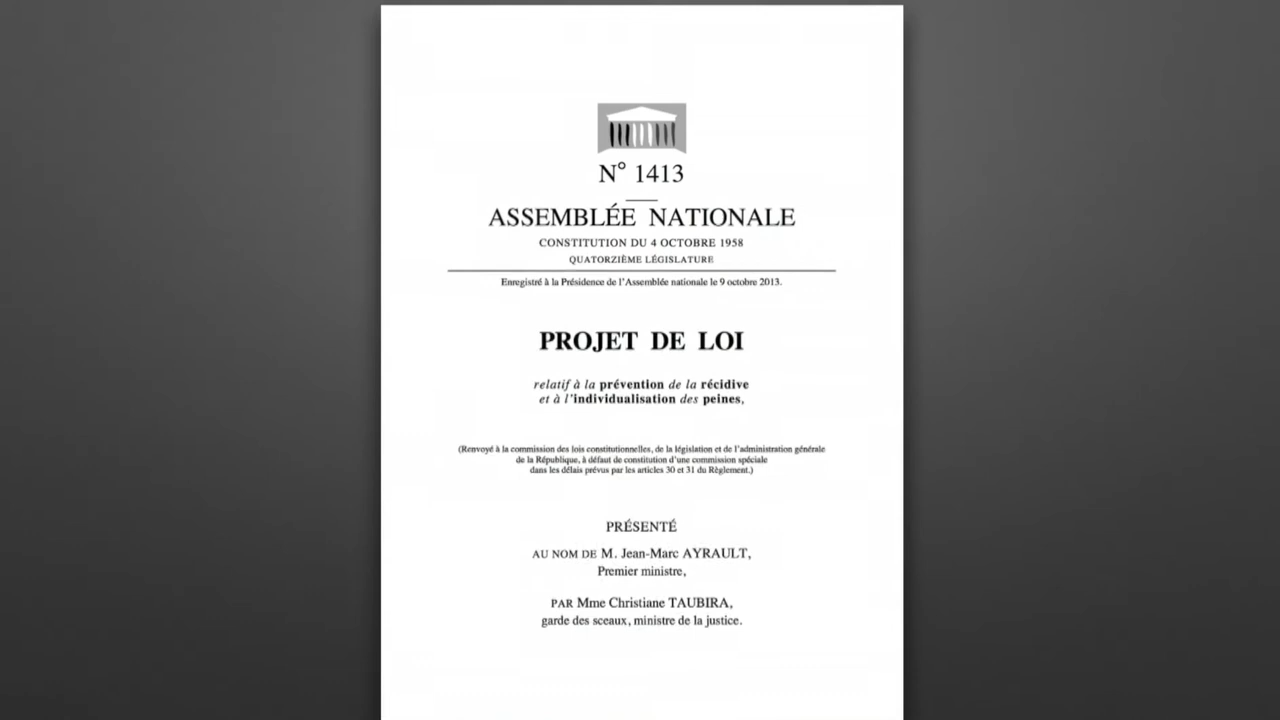 N° 1413
ASSEMBLÉE NATIONALE
CONSTITUTION DU 4 OCTOBRE 1958
QUATORZIÈME LÉGISLATURE
Enregistré à la Présidence de l'Assemblée nationale le 9 octobre 2013.
PROJET DE LOI
relatif à la prévention de la récidive
et à l'individualisation des peines,
(Renvoyé à la commission des lois constitutionnelles, de la législation et de l'administration générale
de la République, à défaut de constitution d'une commission spéciale
dans les délais prévus par les articles 30 et 31 du Règlement.)
PRÉSENTÉ
AU NOM DE M. Jean-Marc AYRAULT,
Premier ministre,
PAR Mme Christiane TAUBIRA,
garde des sceaux, ministre de la justice.